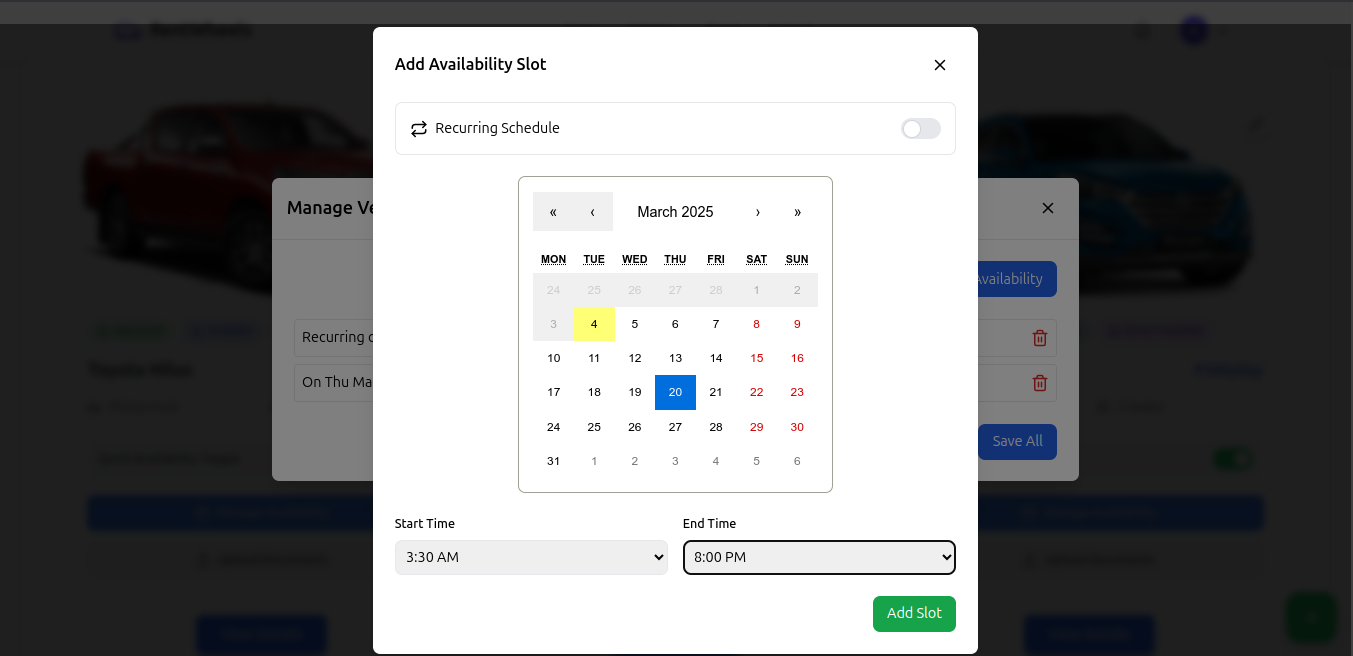 Add Availability Slot
Recurring Schedule
« ‹ March 2025 › »
MON TUE WED THU FRI SAT SUN
24 25 26 27 28 1 2
3 4 5 6 7 8 9
10 11 12 13 14 15 16
17 18 19 20 21 22 23
24 25 26 27 28 29 30
31 1 2 3 4 5 6
Start Time End Time
3:30 AM 8:00 PM
Add Slot
Manage
Availability
Recurring
On Thu
Save All